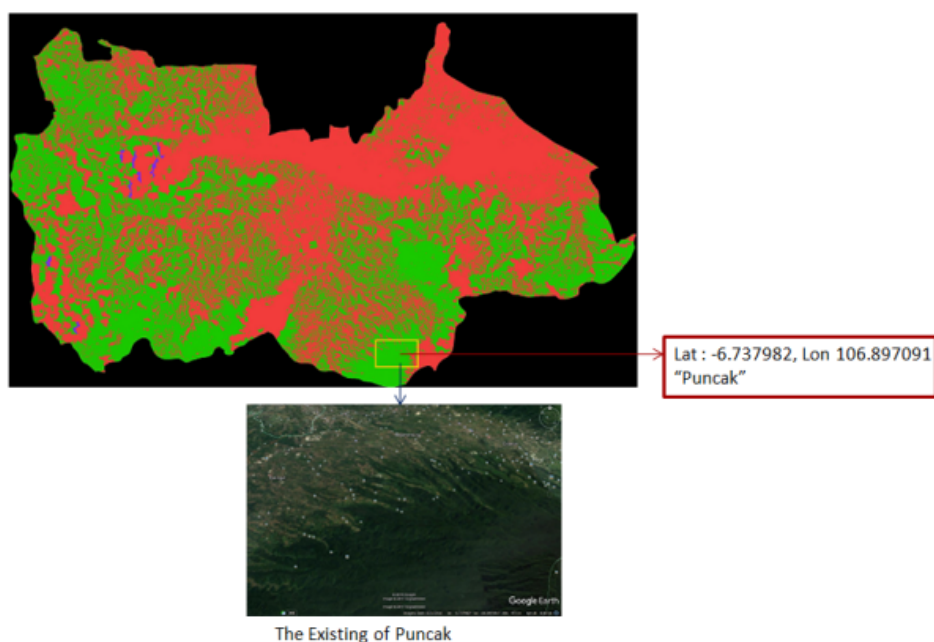 Lat : -6.737982, Lon 106.897091
“Puncak”
Google Earth
The Existing of Puncak